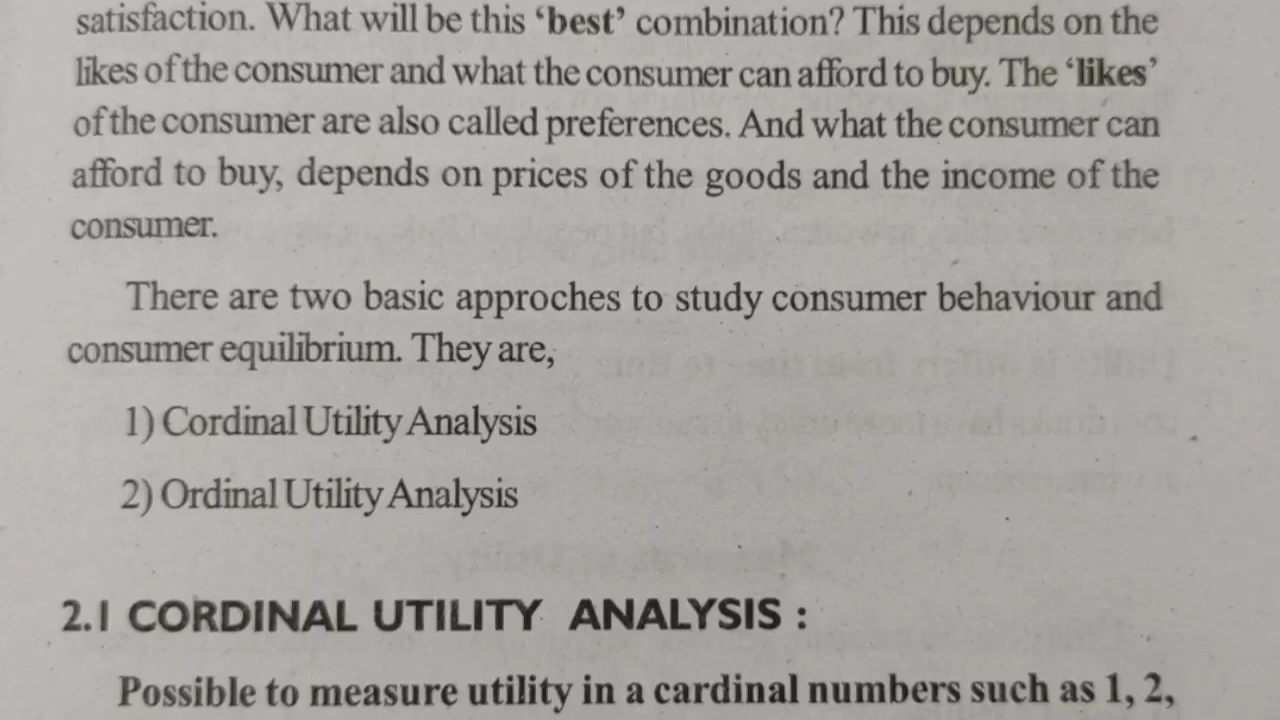 satisfaction. What will be this ‘best’ combination? This depends on the
likes of the consumer and what the consumer can afford to buy. The ‘likes’
of the consumer are also called preferences. And what the consumer can
afford to buy, depends on prices of the goods and the income of the
consumer.
There are two basic approches to study consumer behaviour and
consumer equilibrium. They are,
1) Cordinal Utility Analysis
2) Ordinal Utility Analysis
2.1 CORDINAL UTILITY ANALYSIS :
Possible to measure utility in a cardinal numbers such as 1, 2,